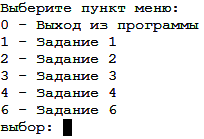 Выберите пункт меню:
0 - Выход из программы
1 - Задание 1
2 - Задание 2
3 - Задание 3
4 - Задание 4
6 - Задание 6
выбор: